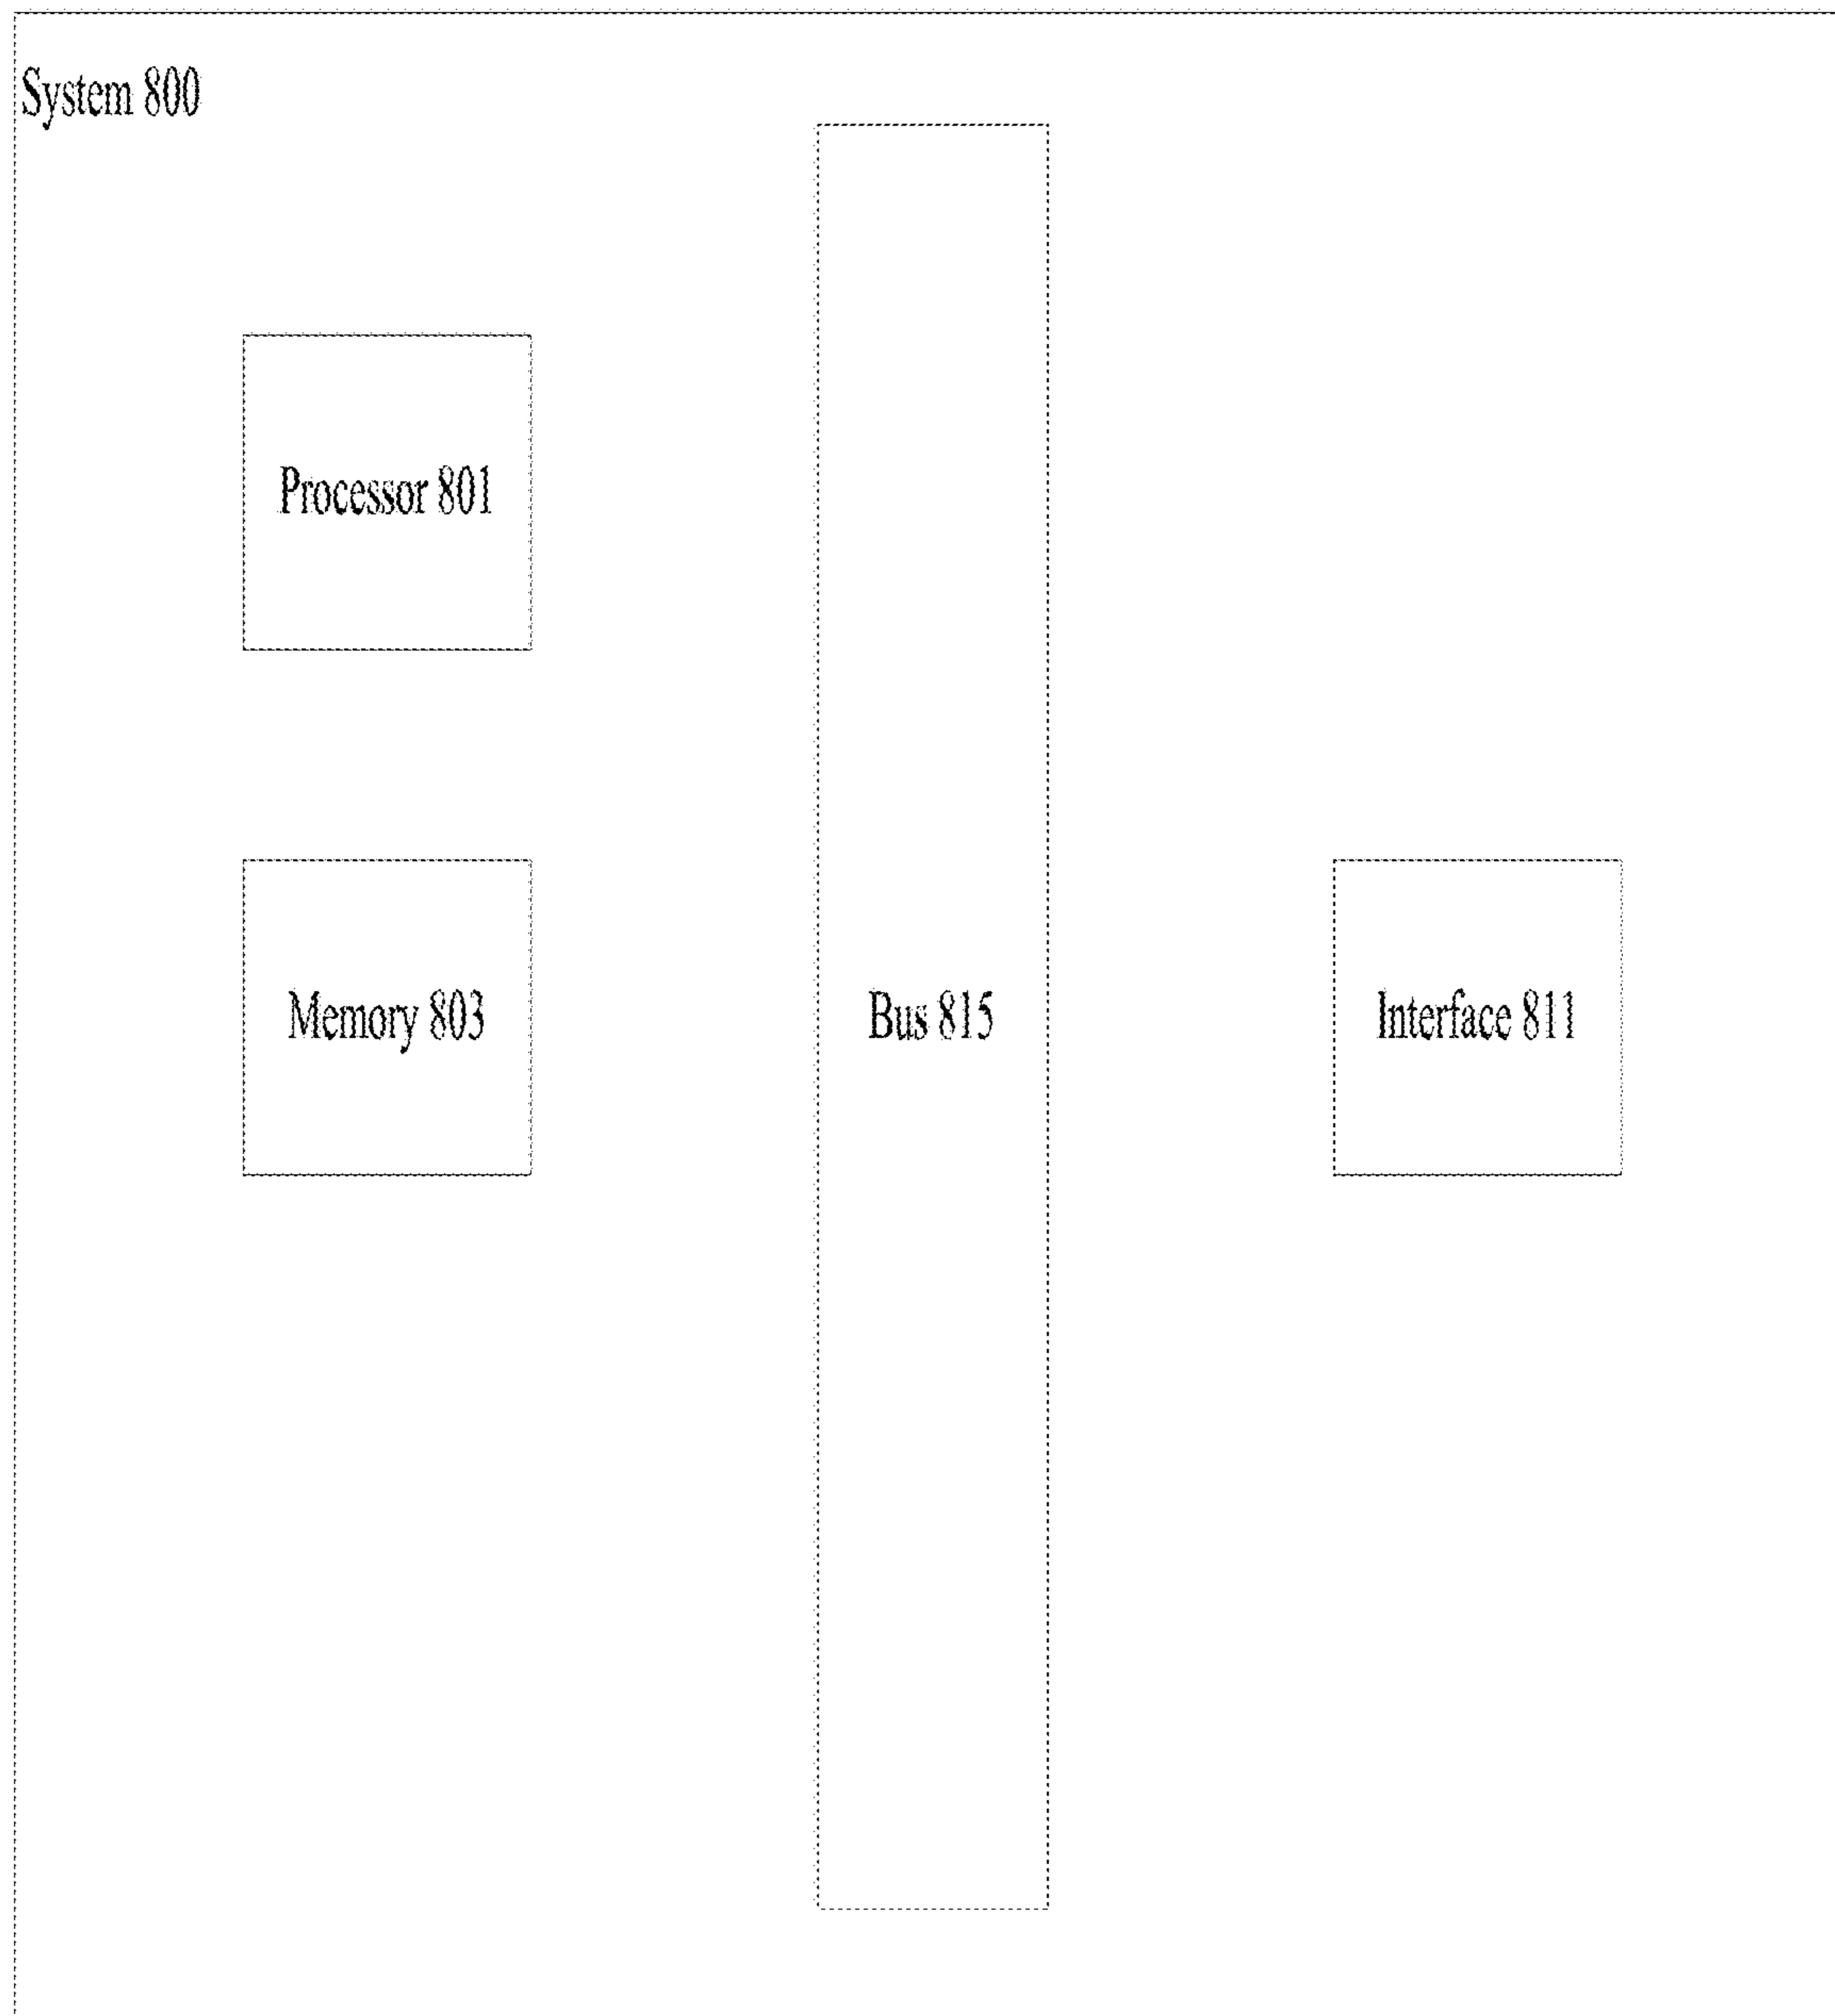 System 800
Processor 801
Memory 803
Bus 815
Interface 811